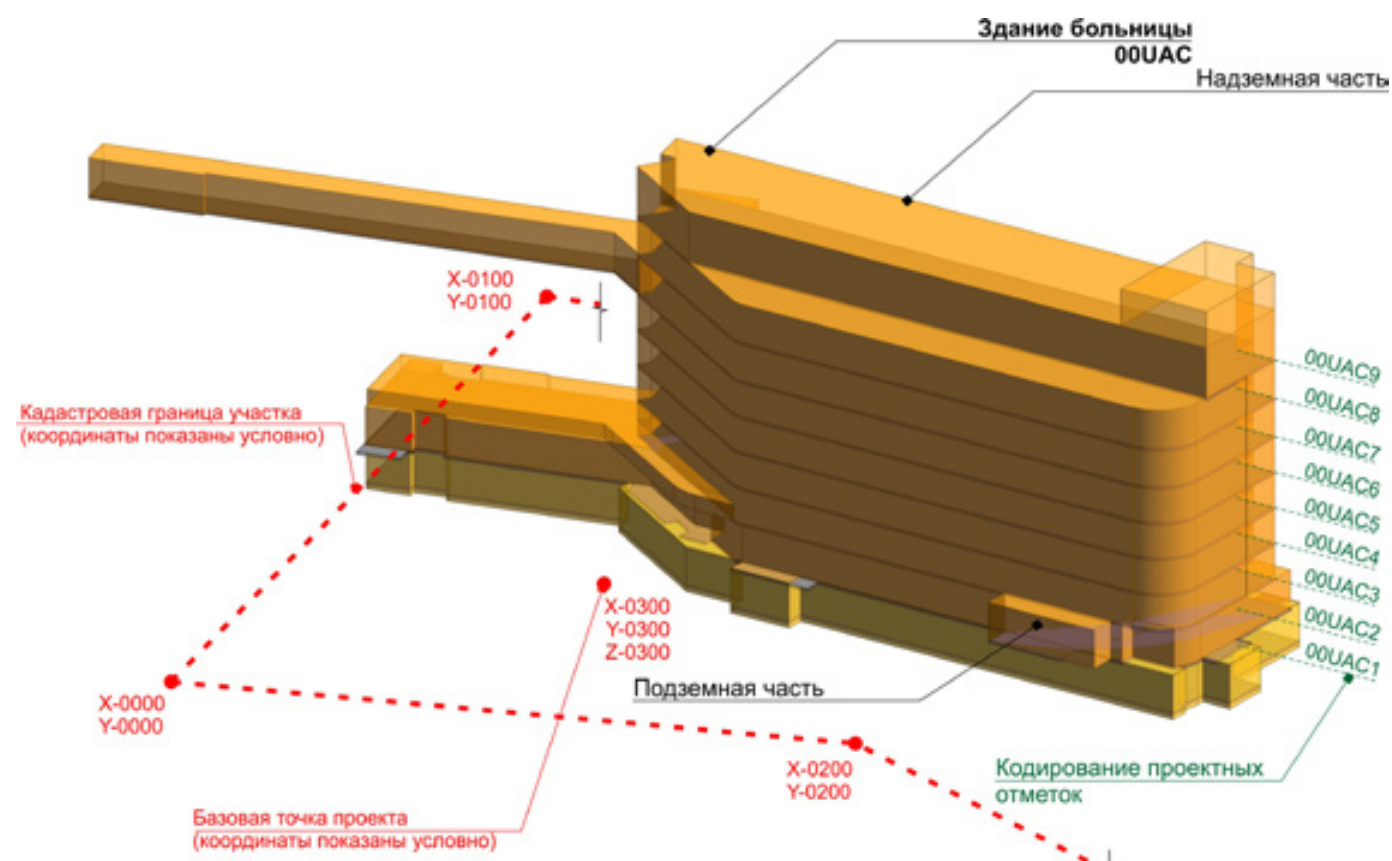 Здание больницы
00UAC
Надземная часть
X-0100
Y-0100
Кадастровая граница участка
(координаты показаны условно)
00UAC9
00UAC8
00UAC7
00UAC6
00UAC5
00UAC4
00UAC3
00UAC2
00UAC1
X-0300
Y-0300
Z-0300
Подземная часть
X-0000
Y-0000
X-0200
Y-0200
Кодирование проектных
отметок
Базовая точка проекта
(координаты показаны условно)